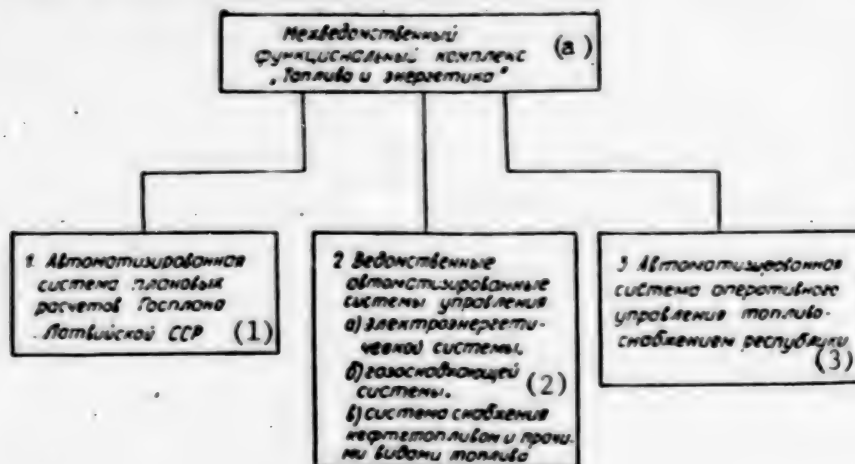 Межведомственный
функциональный комплекс (а)
„Топливо и энергетика"
1 Автоматизированная
система плановых
расчетов Госплана
Латвийской ССР (1)
2 Ведомственные
автоматизированные
системы управления
а) электроэнергети-
ческой системы,
б) газоснабжающей
системы, (2)
в) система снабжения
нефтетопливом и прочи-
ми видами топлива
3 Автоматизированная
система оперативного
управления топливо-
снабжением республики
(3)